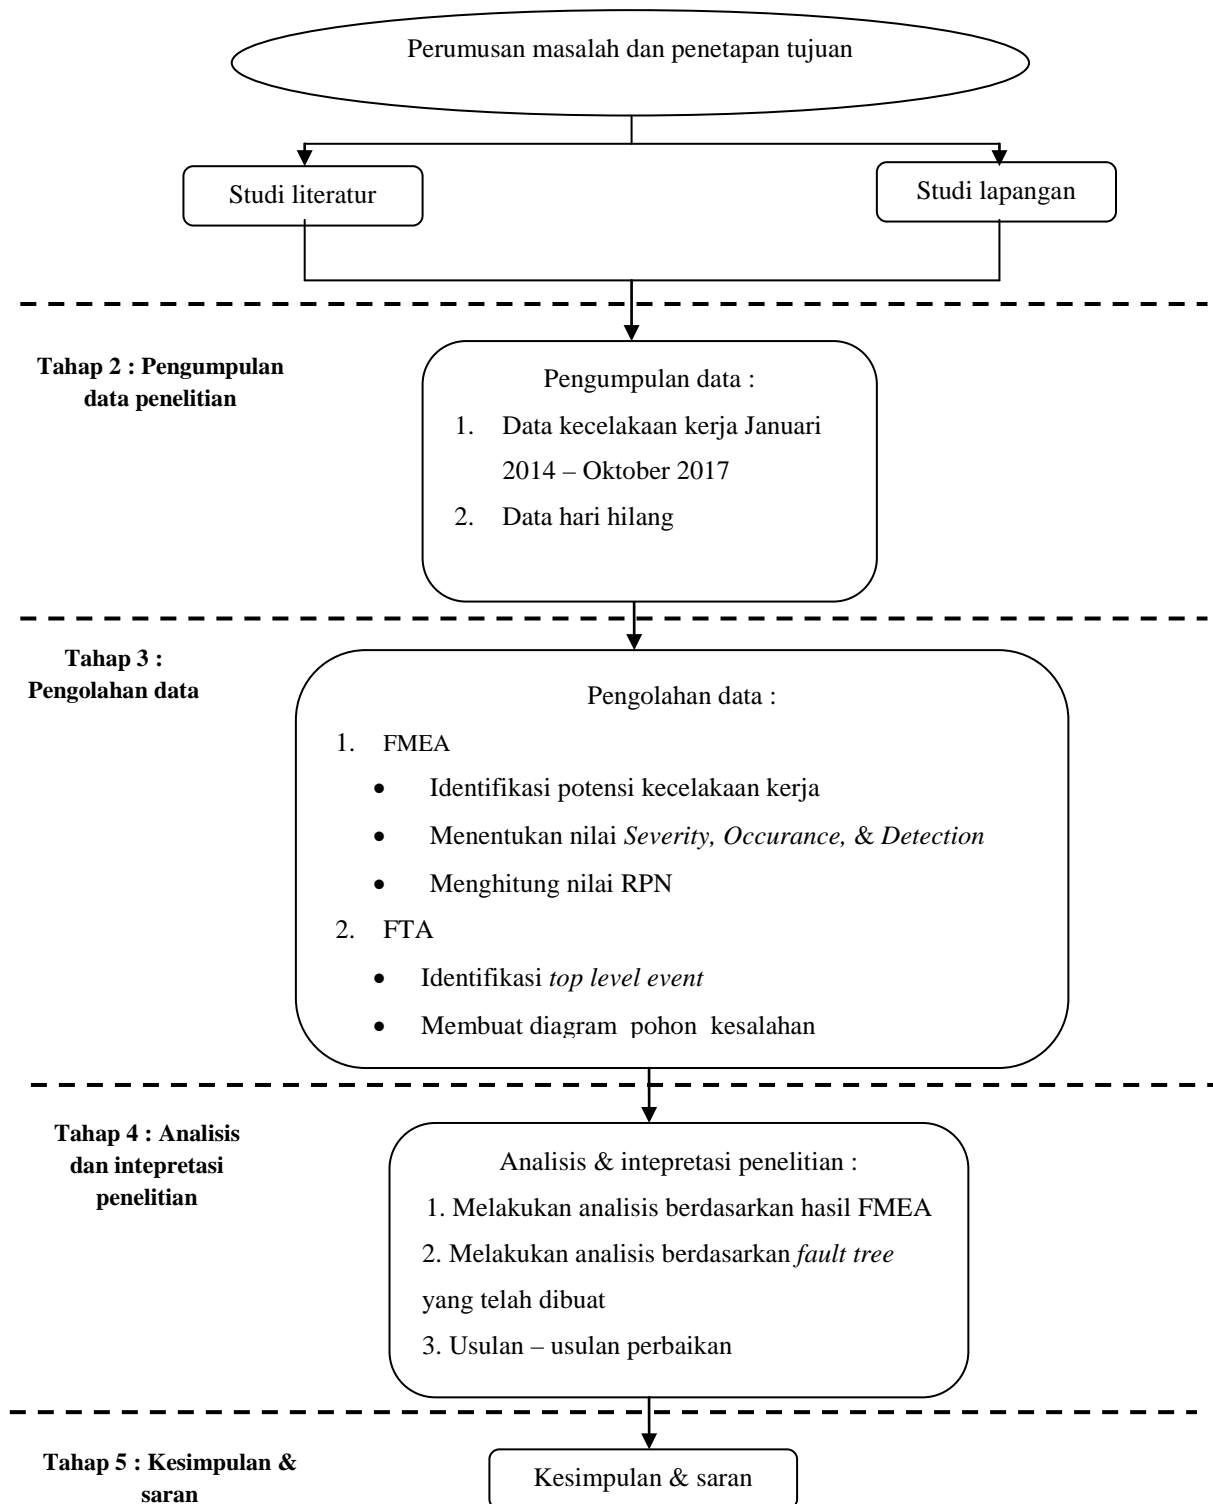 Perumusan masalah dan penetapan tujuan
Studi literatur
Studi lapangan
Tahap 2 : Pengumpulan
data penelitian
Pengumpulan data :
1. Data kecelakaan kerja Januari
2014 – Oktober 2017
2. Data hari hilang
Tahap 3 :
Pengolahan data
Pengolahan data :
1. FMEA
• Identifikasi potensi kecelakaan kerja
• Menentukan nilai Severity, Occurance, & Detection
• Menghitung nilai RPN
2. FTA
• Identifikasi top level event
• Membuat diagram pohon kesalahan
Tahap 4 : Analisis
dan intepretasi
penelitian
Analisis & intepretasi penelitian :
1. Melakukan analisis berdasarkan hasil FMEA
2. Melakukan analisis berdasarkan fault tree
yang telah dibuat
3. Usulan – usulan perbaikan
Tahap 5 : Kesimpulan &
saran
Kesimpulan & saran